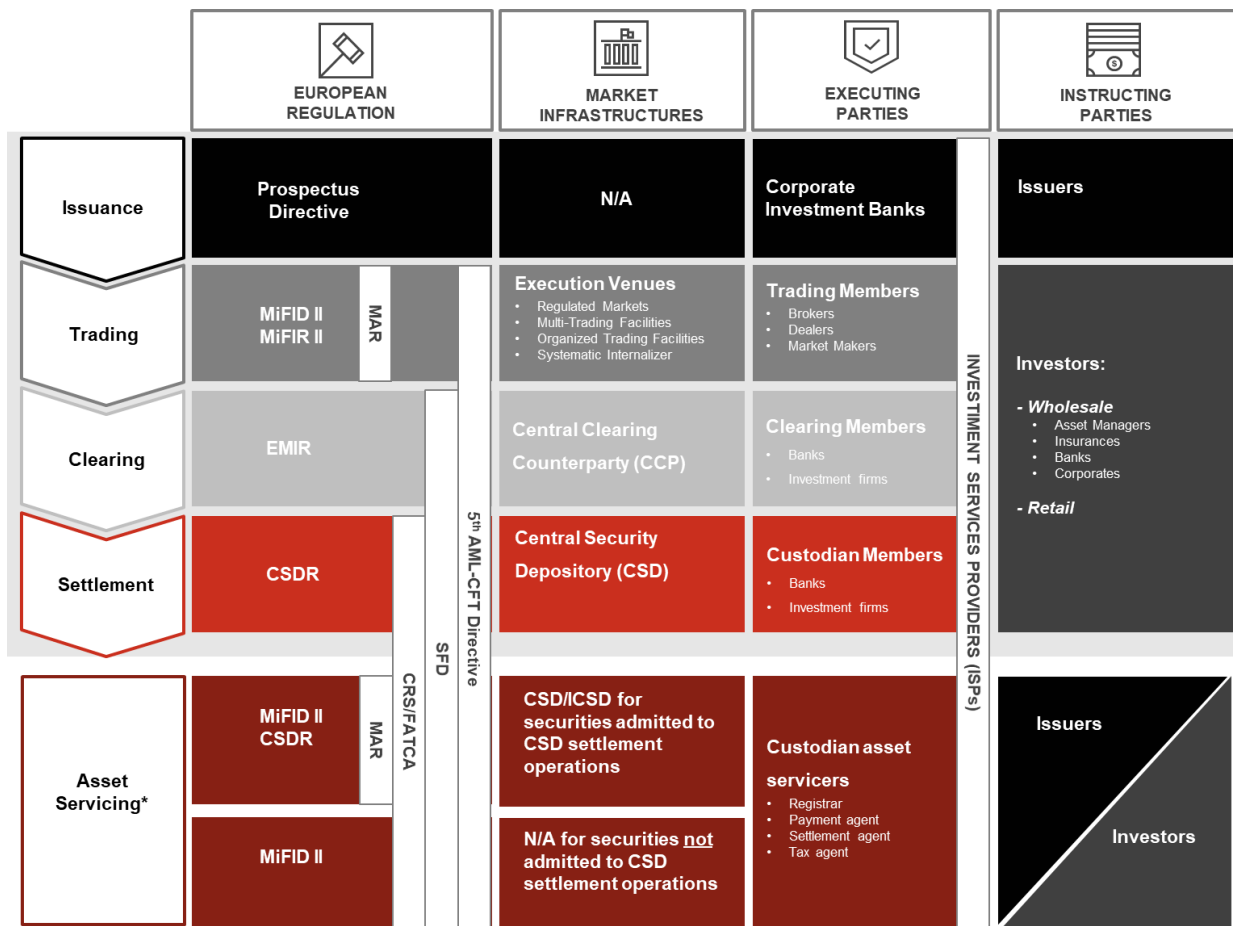 EUROPEAN
REGULATION
MARKET
INFRASTRUCTURES
EXECUTING
PARTIES
$
INSTRUCTING
PARTIES
Issuance
Prospectus
Directive
N/A
Corporate
Investment Banks
Issuers
Trading
MiFID II
MiFIR II
MAR
Execution Venues
• Regulated Markets
• Multi-Trading Facilities
• Organized Trading Facilities
• Systematic Internalizer
Trading Members
• Brokers
• Dealers
• Market Makers
Clearing
EMIR
Central Clearing
Counterparty (CCP)
Clearing Members
• Banks
• Investment firms
Investors:
- Wholesale
• Asset Managers
• Insurances
• Banks
• Corporates
- Retail
Settlement
CSDR
Central Security
Depository (CSD)
Custodian Members
• Banks
• Investment firms
CRS/FATCA
SFD
5th AML-CFT Directive
INVESTIMENT SERVICES PROVIDERS (ISPs)
Asset
Servicing*
MiFID II
CSDR
MAR
CSD/ICSD for
securities admitted to
CSD settlement
operations
Custodian asset
servicers
• Registrar
• Payment agent
• Settlement agent
• Tax agent
Issuers
Investors
MiFID II
N/A for securities not
admitted to CSD
settlement operations